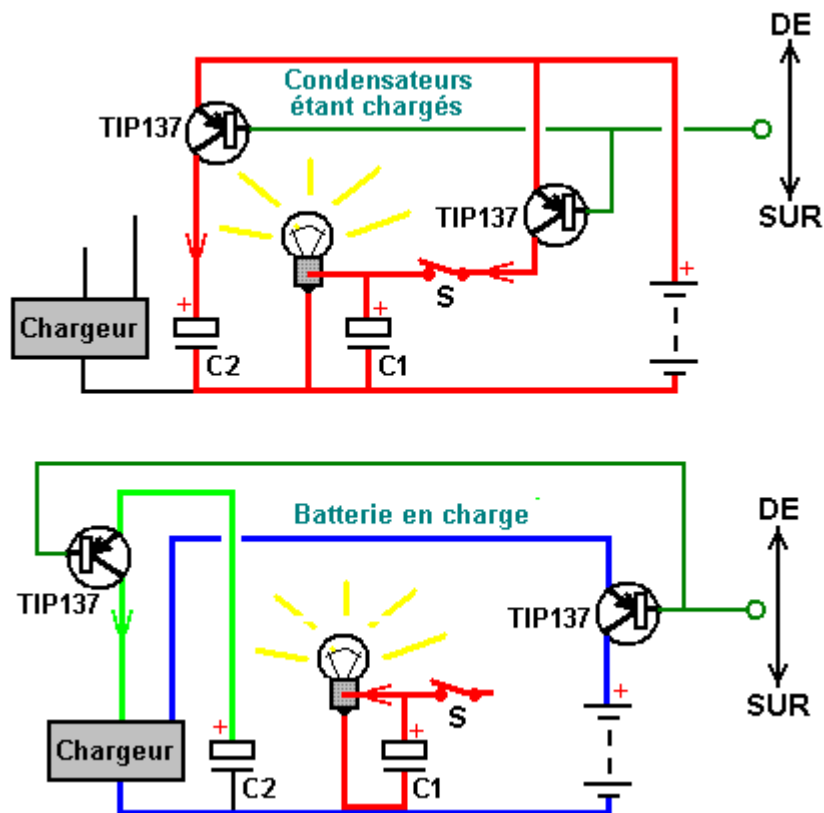 DE
Condensateurs
étant chargés
TIP137
TIP137
SUR
+
S
+
+
Chargeur
C2
C1
DE
Batterie en charge
TIP137
TIP137
+
S
SUR
+
+
Chargeur
C2
C1